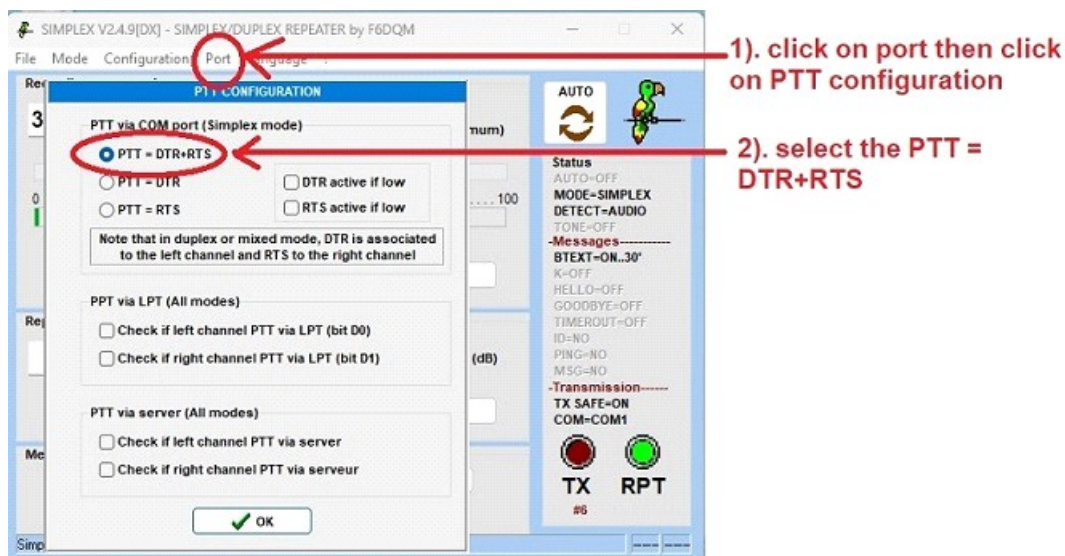 SIMPLEX V2.4.9[DX] - SIMPLEX/DUPLEX REPEATER by F6DQM
File Mode Configuration Port Language ?
1). click on port then click
on PTT configuration
2). select the PTT =
DTR+RTS
PTT CONFIGURATION
PTT via COM port (Simplex mode)
PTT = DTR+RTS
PTT = DTR
DTR active if low
PTT = RTS
RTS active if low
Note that in duplex or mixed mode, DTR is associated
to the left channel and RTS to the right channel
PPT via LPT (All modes)
Check if left channel PTT via LPT (bit D0)
Check if right channel PTT via LPT (bit D1)
PTT via server (All modes)
Check if left channel PTT via server
Check if right channel PTT via serveur
OK
3
num)
0
.... 100
(dB)
Me
Simp
AUTO
Status
AUTO=OFF
MODE=SIMPLEX
DETECT=AUDIO
TONE=OFF
-Messages----------
BTEXT=ON..30'
K=OFF
HELLO=OFF
GOODBYE=OFF
TIMEROUT=OFF
ID=NO
PING=NO
MSG=NO
-Transmission------
TX SAFE=ON
COM=COM1
TX RPT
#6
--- ---